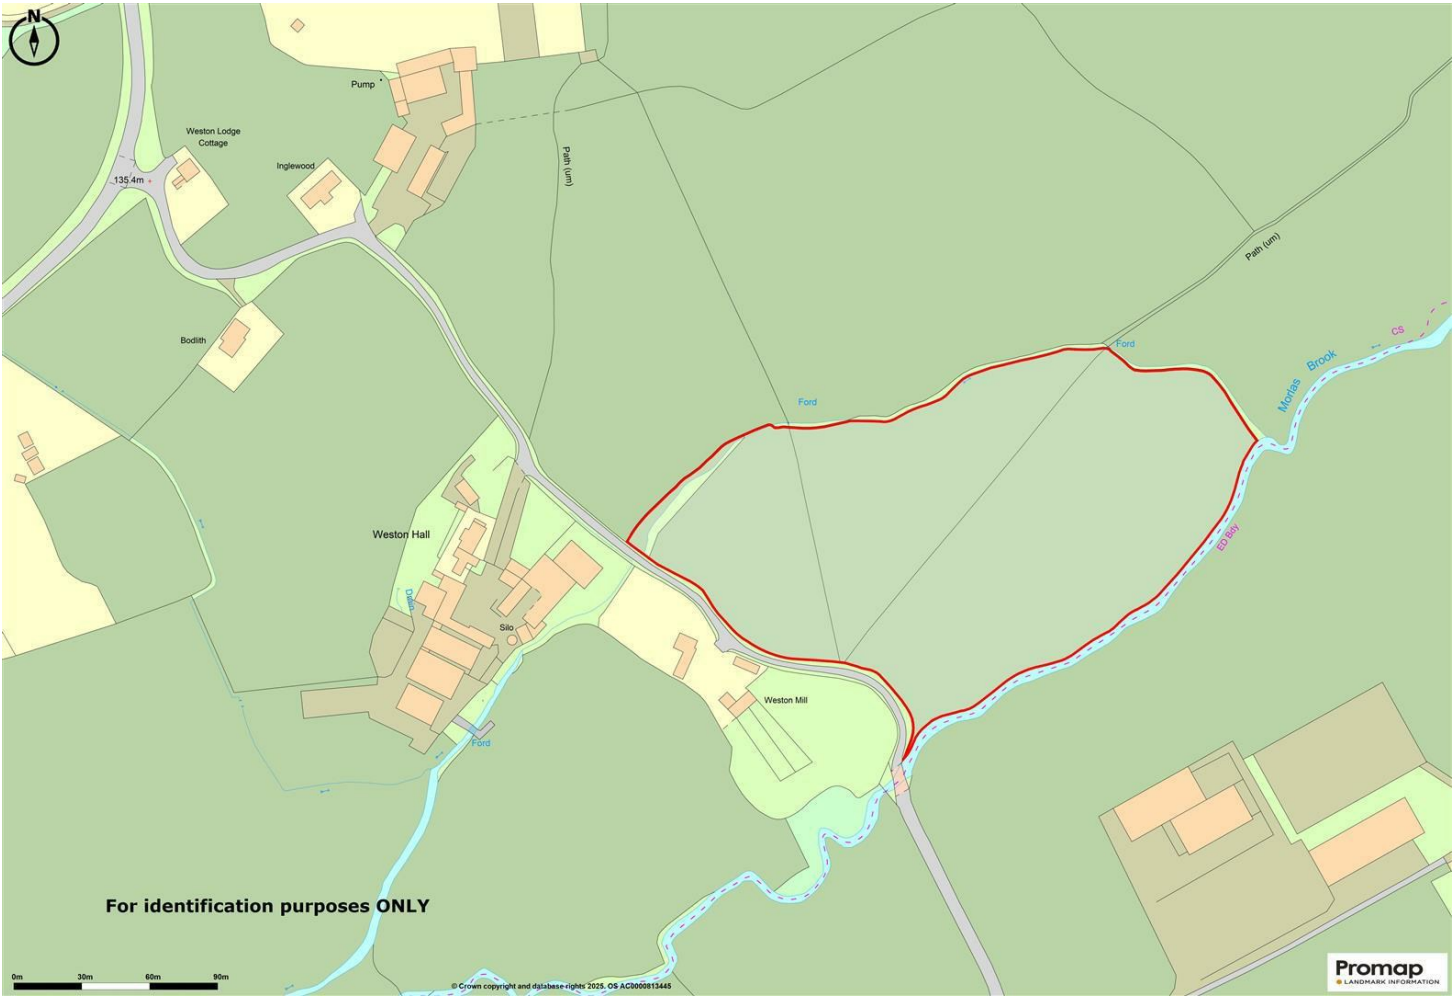 N
Pump
Weston Lodge
Cottage
Inglewood
135.4m
Path (um)
Path (um)
Bodlith
Ford
CS
Morlas Brook
Ford
Weston Hall
ED Bdy
Drain
Silo
Weston Mill
Ford
For identification purposes ONLY
0m 30m 60m 90m
© Crown copyright and database rights 2025. OS AC0000813445
Promap
LANDMARK INFORMATION